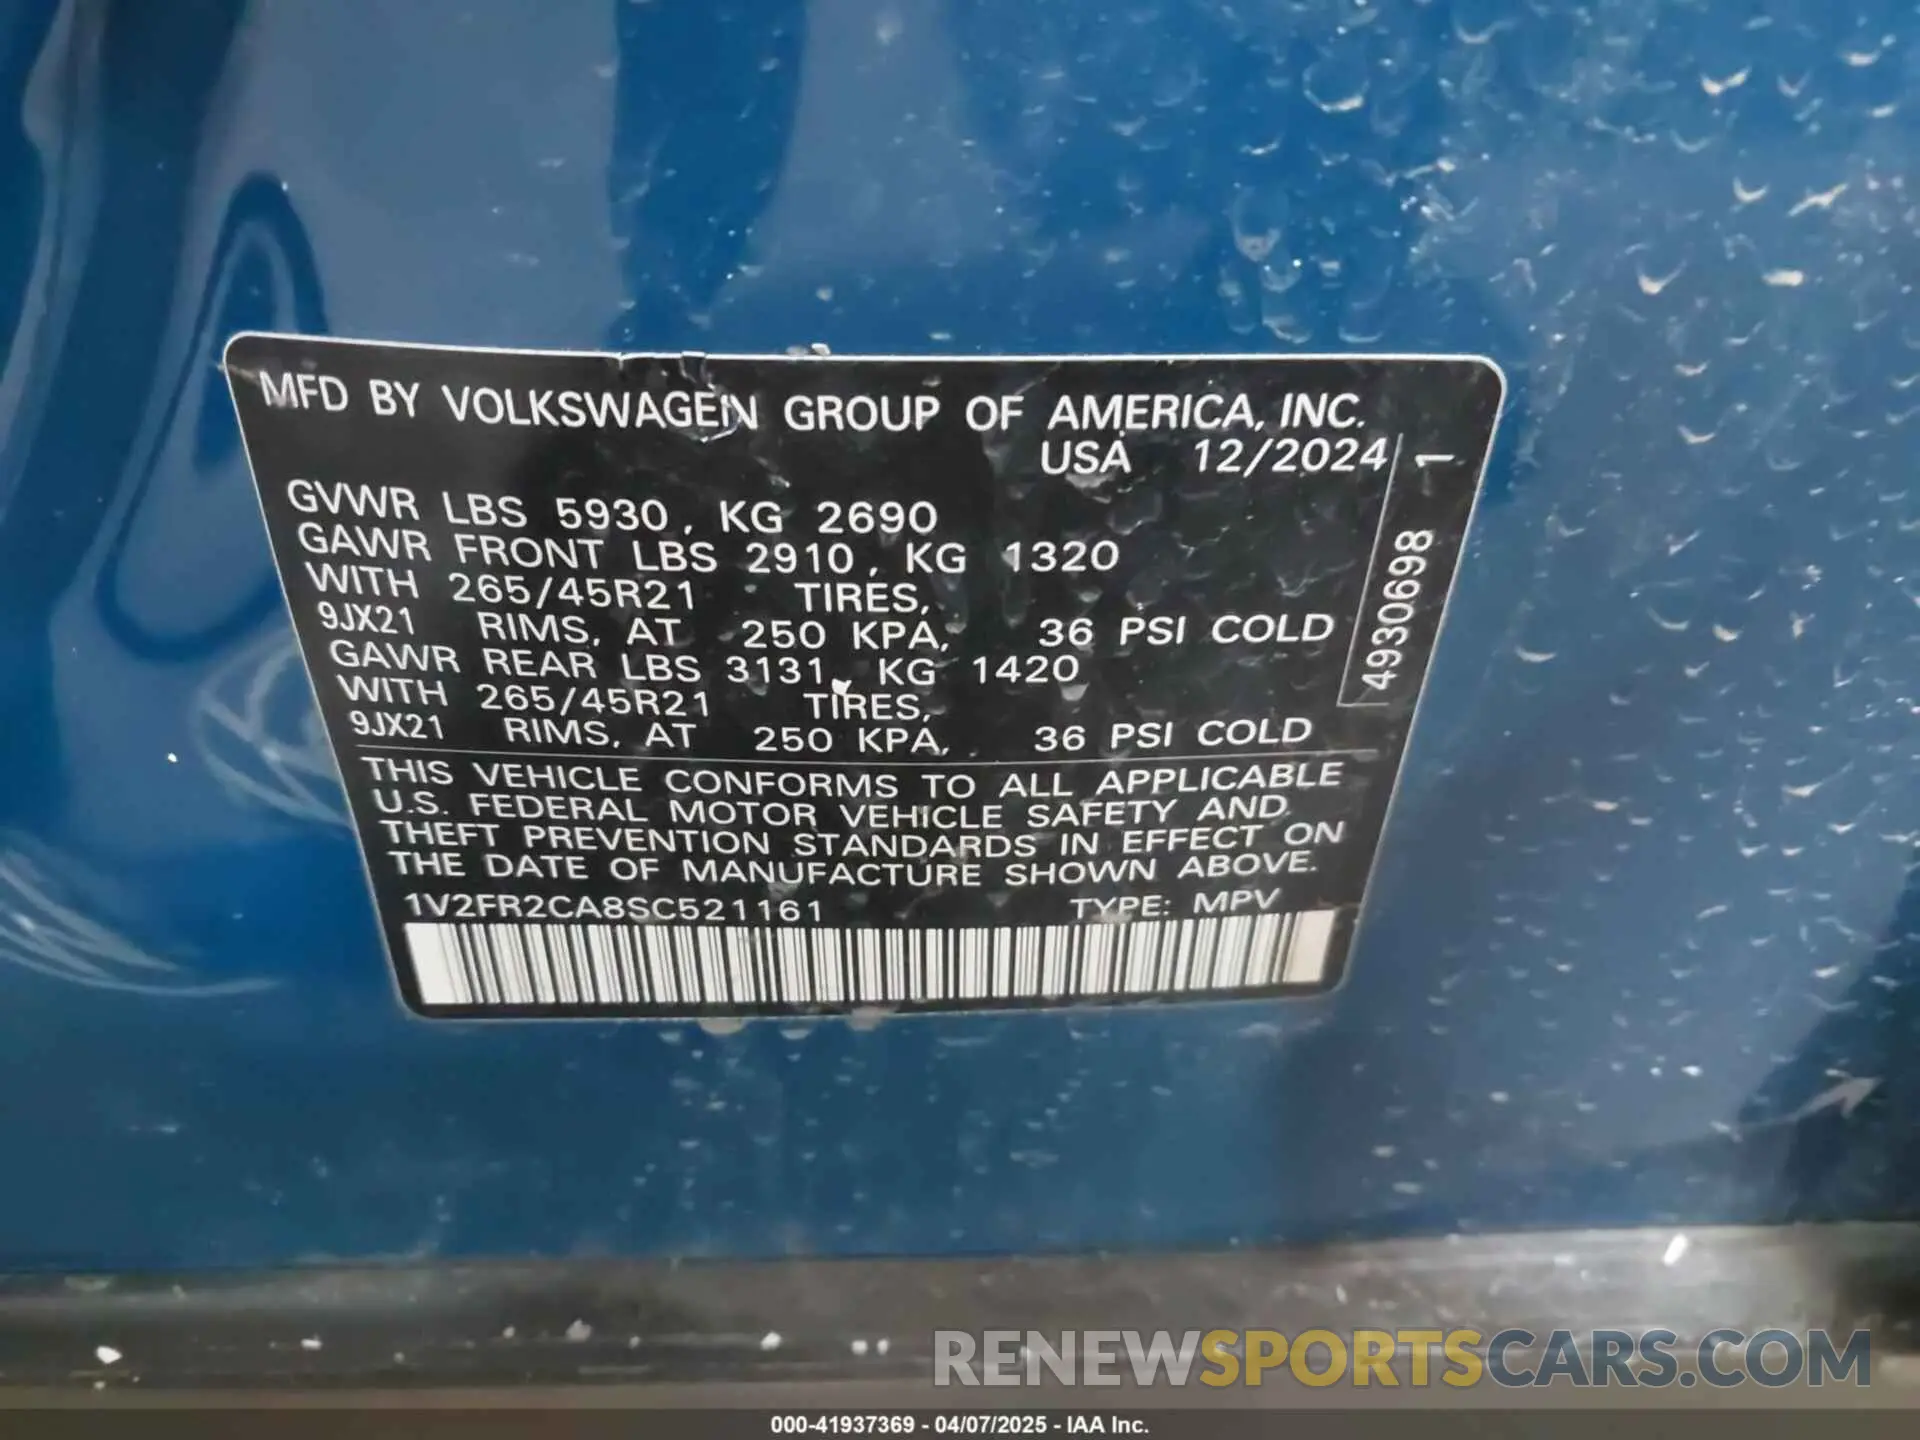 MFD BY VOLKSWAGEN GROUP OF AMERICA, INC.
USA 12/2024
GVWR LBS 5930, KG 2690
GAWR FRONT LBS 2910, KG 1320
WITH 265/45R21 TIRES,
9JX21 RIMS, AT 250 KPA, 36 PSI COLD
GAWR REAR LBS 3131, KG 1420
WITH 265/45R21 TIRES,
9JX21 RIMS, AT 250 KPA, 36 PSI COLD
4930698 1
THIS VEHICLE CONFORMS TO ALL APPLICABLE
U.S. FEDERAL MOTOR VEHICLE SAFETY AND
THEFT PREVENTION STANDARDS IN EFFECT ON
THE DATE OF MANUFACTURE SHOWN ABOVE.
1V2FR2CA8SC521161 TYPE: MPV
RENEWSPORTSCARS.COM
000-41937369 - 04/07/2025 - IAA Inc.